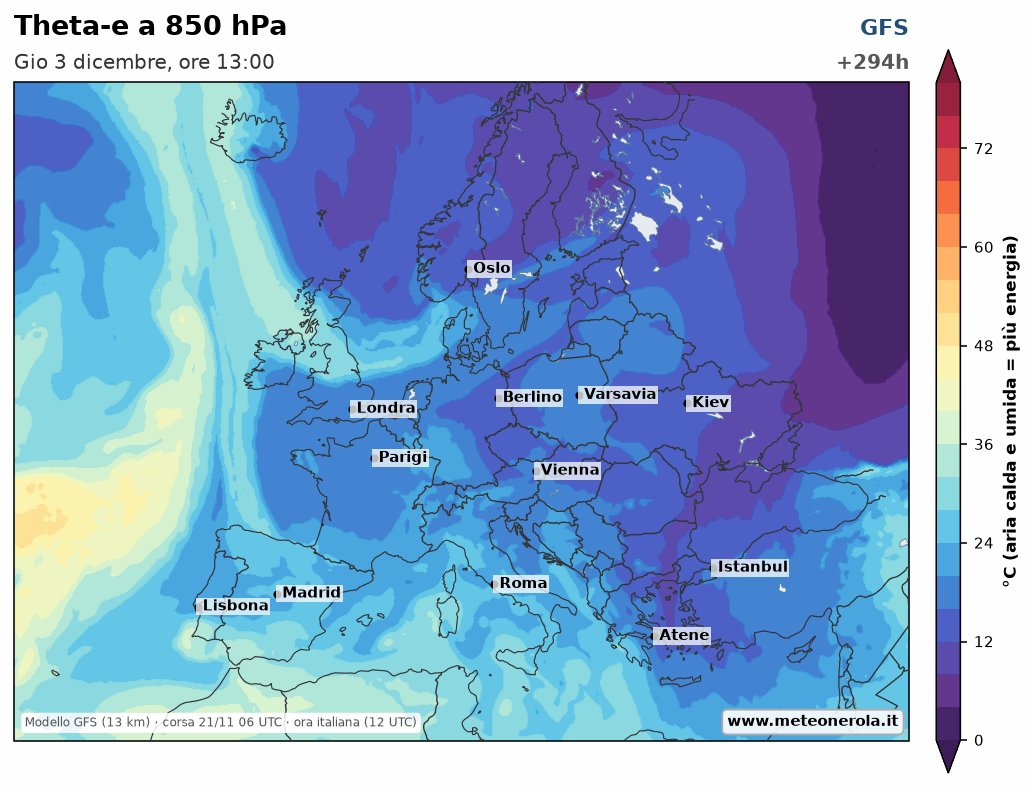 Theta-e a 850 hPa
GFS
Gio 3 dicembre, ore 13:00
+294h
72
60
48
36
24
12
0
°C (aria calda e umida = più energia)
Oslo
Berlino
Varsavia
Kiev
Londra
Parigi
Vienna
Istanbul
Roma
Madrid
Lisbona
Atene
Modello GFS (13 km) · corsa 21/11 06 UTC · ora italiana (12 UTC)
www.meteonerola.it